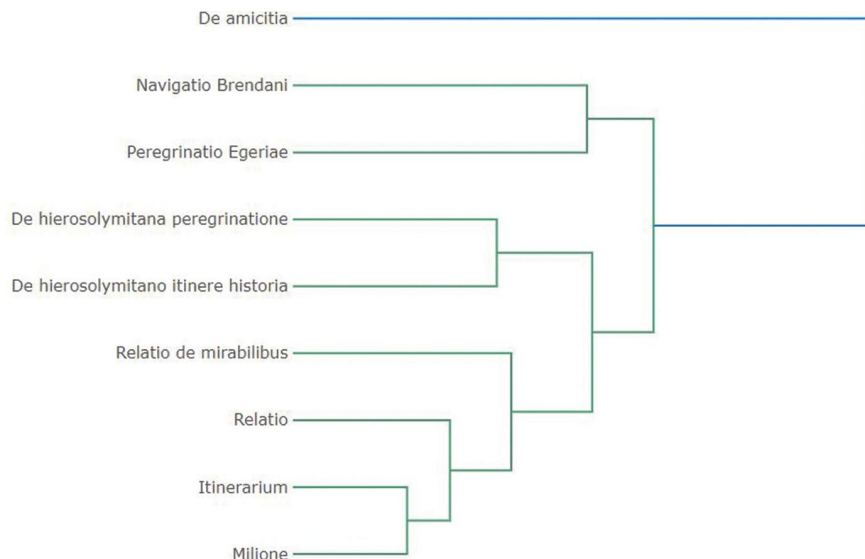 De amicitia
Navigatio Brendani
Peregrinatio Egeriae
De hierosolymitana peregrinatione
De hierosolymitano itinere historia
Relatio de mirabilibus
Relatio
Itinerarium
Milione